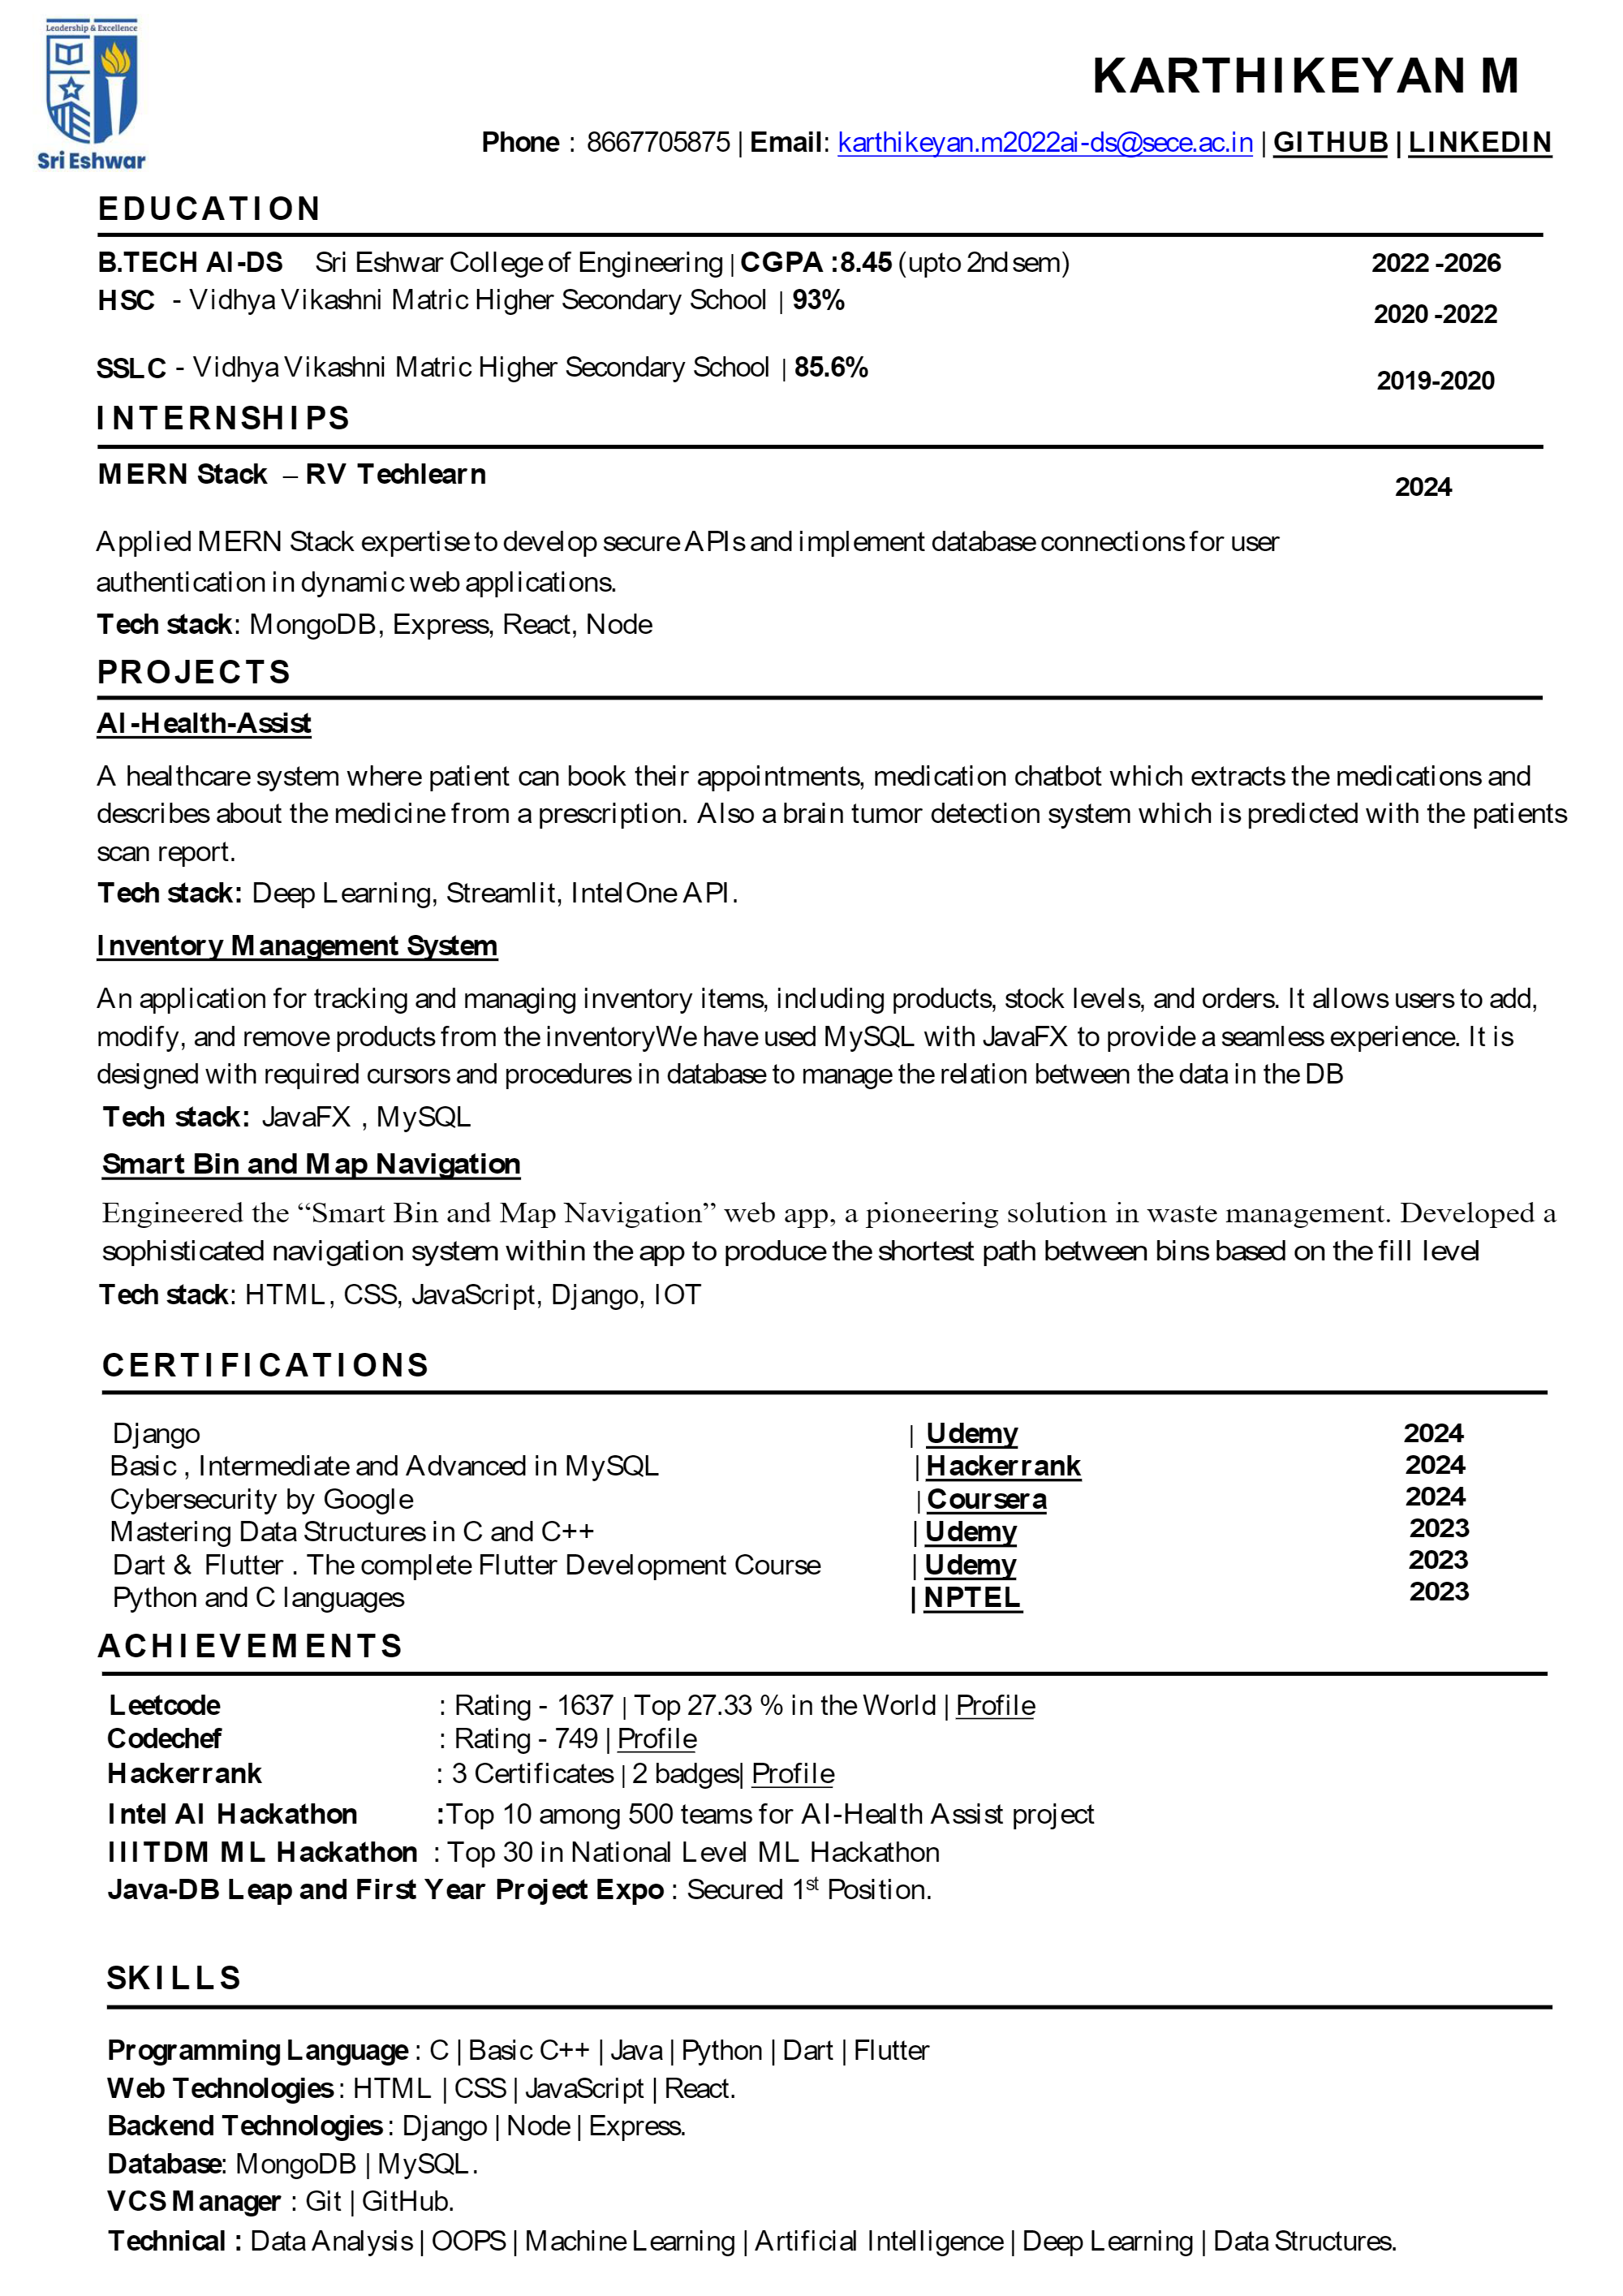 Leadership & Excellence
Sri Eshwar
KARTHIKEYAN M
Phone : 8667705875 | Email: karthikeyan.m2022ai-ds@sece.ac.in | GITHUB | LINKEDIN
EDUCATION
B.TECH AI-DS Sri Eshwar College of Engineering | CGPA :8.45 (upto 2nd sem) 2022 -2026
HSC - Vidhya Vikashni Matric Higher Secondary School | 93% 2020 -2022
SSLC - Vidhya Vikashni Matric Higher Secondary School | 85.6% 2019-2020
INTERNSHIPS
MERN Stack – RV Techlearn 2024
Applied MERN Stack expertise to develop secure APIs and implement database connections for user
authentication in dynamic web applications.
Tech stack: MongoDB, Express, React, Node
PROJECTS
AI-Health-Assist
A healthcare system where patient can book their appointments, medication chatbot which extracts the medications and
describes about the medicine from a prescription. Also a brain tumor detection system which is predicted with the patients
scan report.
Tech stack: Deep Learning, Streamlit, Intel One API.
Inventory Management System
An application for tracking and managing inventory items, including products, stock levels, and orders. It allows users to add,
modify, and remove products from the inventoryWe have used MySQL with JavaFX to provide a seamless experience. It is
designed with required cursors and procedures in database to manage the relation between the data in the DB
Tech stack: JavaFX , MySQL
Smart Bin and Map Navigation
Engineered the “Smart Bin and Map Navigation” web app, a pioneering solution in waste management. Developed a
sophisticated navigation system within the app to produce the shortest path between bins based on the fill level
Tech stack: HTML, CSS, JavaScript, Django, IOT
CERTIFICATIONS
Django | Udemy 2024
Basic , Intermediate and Advanced in MySQL | Hackerrank 2024
Cybersecurity by Google | Coursera 2024
Mastering Data Structures in C and C++ | Udemy 2023
Dart & Flutter . The complete Flutter Development Course | Udemy 2023
Python and C languages | NPTEL 2023
ACHIEVEMENTS
Leetcode : Rating - 1637 | Top 27.33 % in the World | Profile
Codechef : Rating - 749 | Profile
Hackerrank : 3 Certificates | 2 badges| Profile
Intel AI Hackathon :Top 10 among 500 teams for AI-Health Assist project
IIITDM ML Hackathon : Top 30 in National Level ML Hackathon
Java-DB Leap and First Year Project Expo : Secured 1st Position.
SKILLS
Programming Language : C | Basic C++ | Java | Python | Dart | Flutter
Web Technologies : HTML | CSS | JavaScript | React.
Backend Technologies : Django | Node | Express.
Database: MongoDB | MySQL.
VCS Manager : Git | GitHub.
Technical : Data Analysis | OOPS | Machine Learning | Artificial Intelligence | Deep Learning | Data Structures.